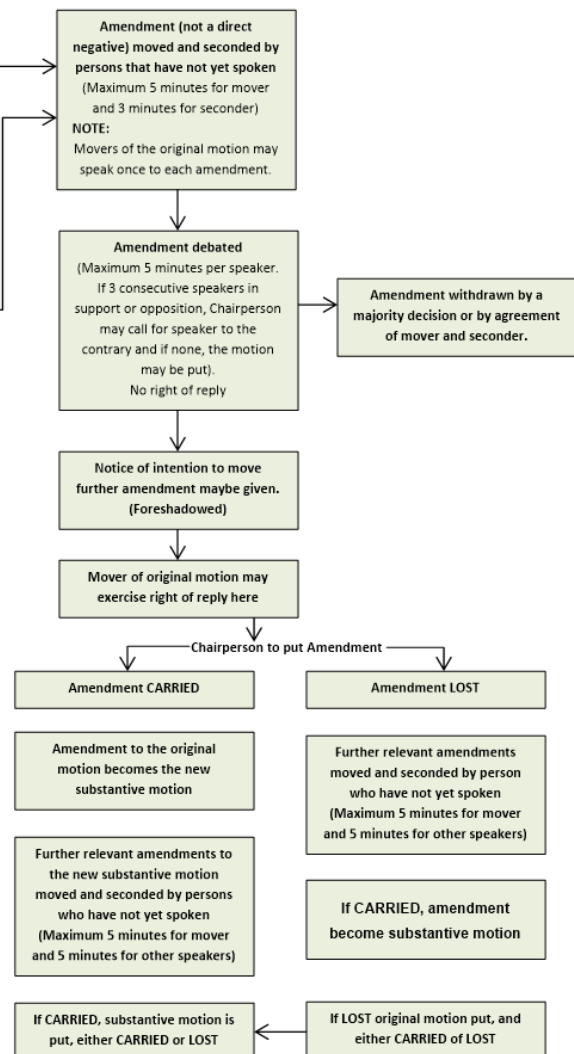 Amendment (not a direct
negative) moved and seconded by
persons that have not yet spoken
(Maximum 5 minutes for mover
and 3 minutes for seconder)
NOTE:
Movers of the original motion may
speak once to each amendment.
Amendment debated
(Maximum 5 minutes per speaker.
If 3 consecutive speakers in
support or opposition, Chairperson
may call for speaker to the
contrary and if none, the motion
may be put).
No right of reply
Amendment withdrawn by a
majority decision or by agreement
of mover and seconder.
Notice of intention to move
further amendment maybe given.
(Foreshadowed)
Mover of original motion may
exercise right of reply here
Chairperson to put Amendment
Amendment CARRIED
Amendment to the original
motion becomes the new
substantive motion
Further relevant amendments to
the new substantive motion
moved and seconded by persons
who have not yet spoken
(Maximum 5 minutes for mover
and 5 minutes for other speakers)
If CARRIED, substantive motion is
put, either CARRIED or LOST
Amendment LOST
Further relevant amendments
moved and seconded by person
who have not yet spoken
(Maximum 5 minutes for mover
and 5 minutes for other speakers)
If CARRIED, amendment
become substantive motion
If LOST original motion put, and
either CARRIED of LOST